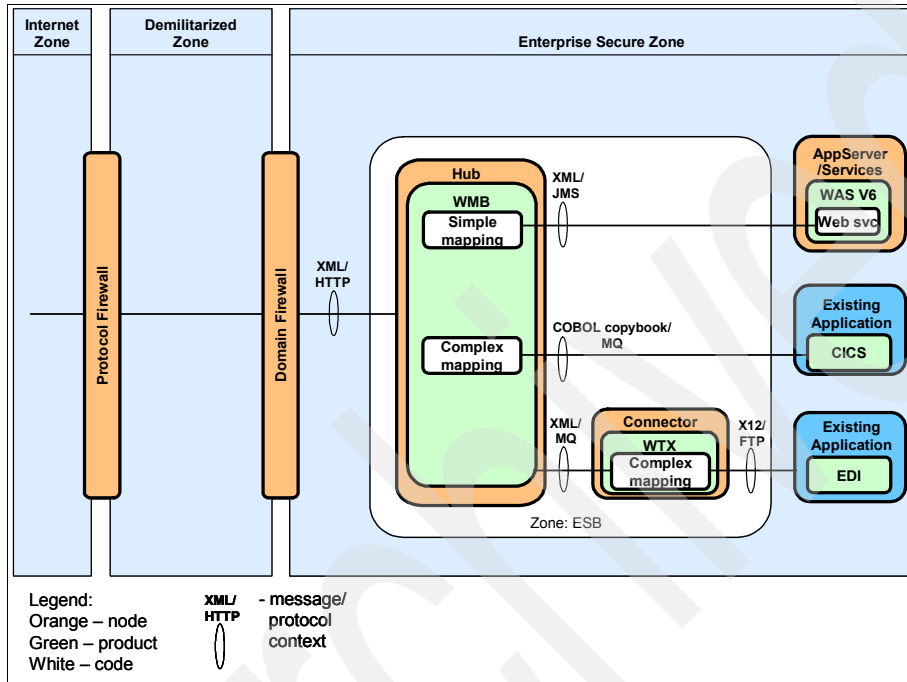 Internet
Zone
Demilitarized
Zone
Enterprise Secure Zone
Protocol Firewall
Domain Firewall
XML/
HTTP
Hub
WMB
Simple
mapping
Complex
mapping
XML/
JMS
COBOL copybook/
MQ
XML/
MQ
Connector
WTX
Complex
mapping
X12/
FTP
Zone: ESB
AppServer
/Services
WAS V6
Web svc
Existing
Application
CICS
Existing
Application
EDI
Legend:
Orange – node
Green – product
White – code
XML/
HTTP
- message/
protocol
context